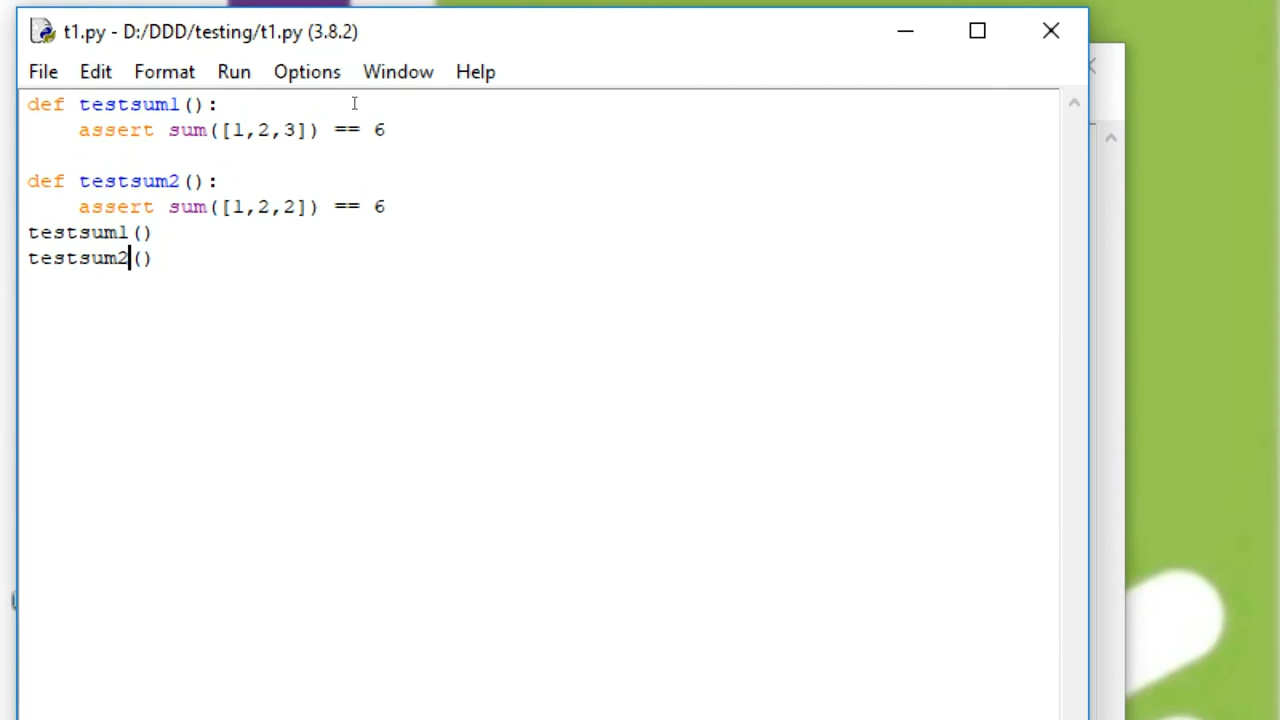 t1.py - D:/DDD/testing/t1.py (3.8.2)
File Edit Format Run Options Window Help
def testsum1():
    assert sum([1,2,3]) == 6

def testsum2():
    assert sum([1,2,2]) == 6
testsum1()
testsum2()